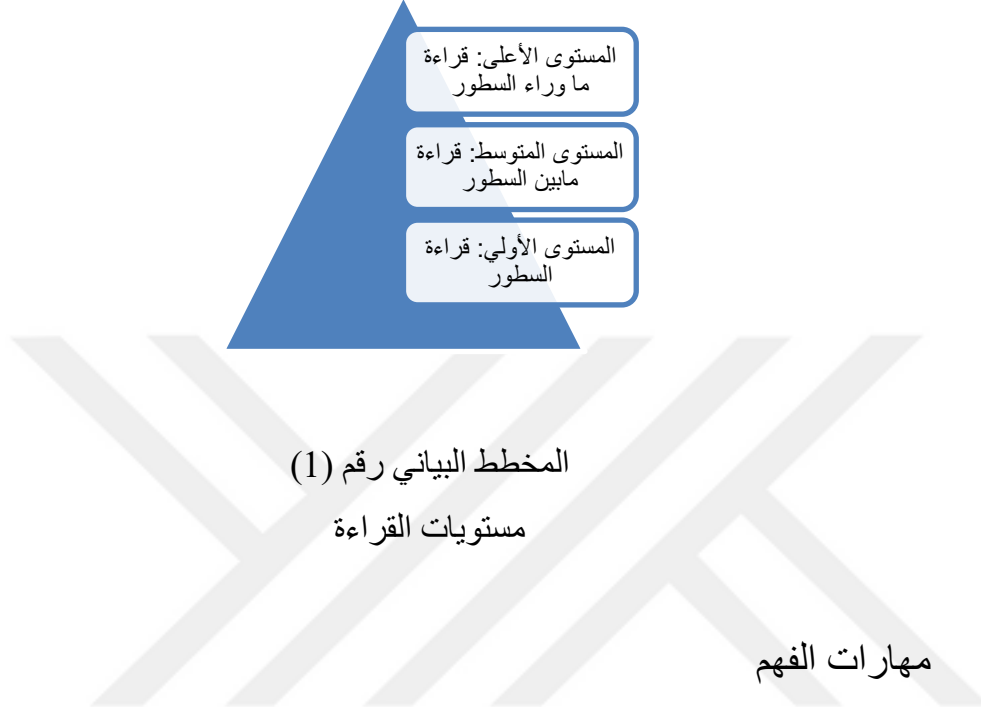 المستوى الأعلى: قراءة
ما وراء السطور
المستوى المتوسط: قراءة
مابين السطور
المستوى الأولي: قراءة
السطور
المخطط البياني رقم (1)
مستويات القراءة
مهارات الفهم